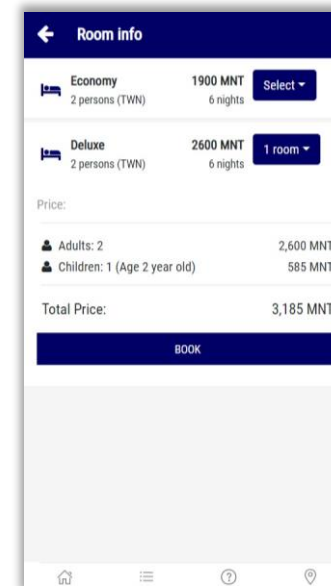 Room info
Economy 1900 MNT Select
2 persons (TWN) 6 nights
Deluxe 2600 MNT 1 room
2 persons (TWN) 6 nights
Price:
Adults: 2 2,600 MNT
Children: 1 (Age 2 year old) 585 MNT
Total Price: 3,185 MNT
BOOK